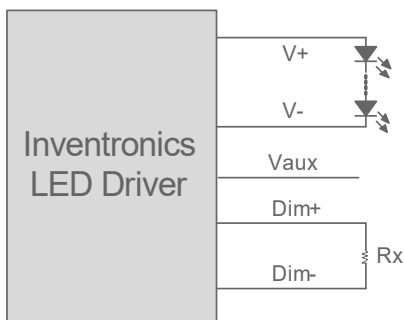 Inventronics
LED Driver
V+
V-
Vaux
Dim+
Rx
Dim-